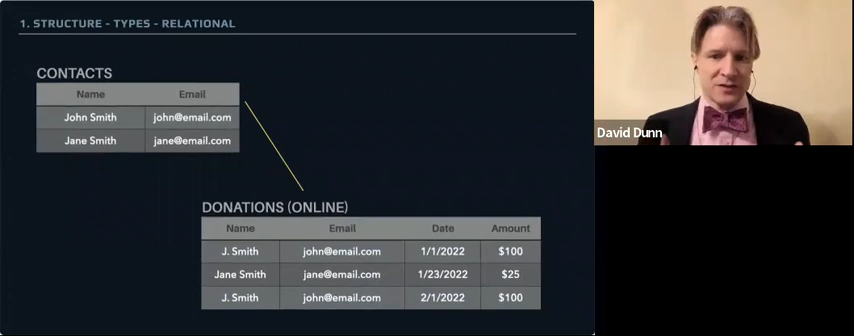 1. STRUCTURE - TYPES - RELATIONAL
CONTACTS
Name Email
John Smith john@email.com
Jane Smith jane@email.com
DONATIONS (ONLINE)
Name Email Date Amount
J. Smith john@email.com 1/1/2022 $100
Jane Smith jane@email.com 1/23/2022 $25
J. Smith john@email.com 2/1/2022 $100
David Dunn